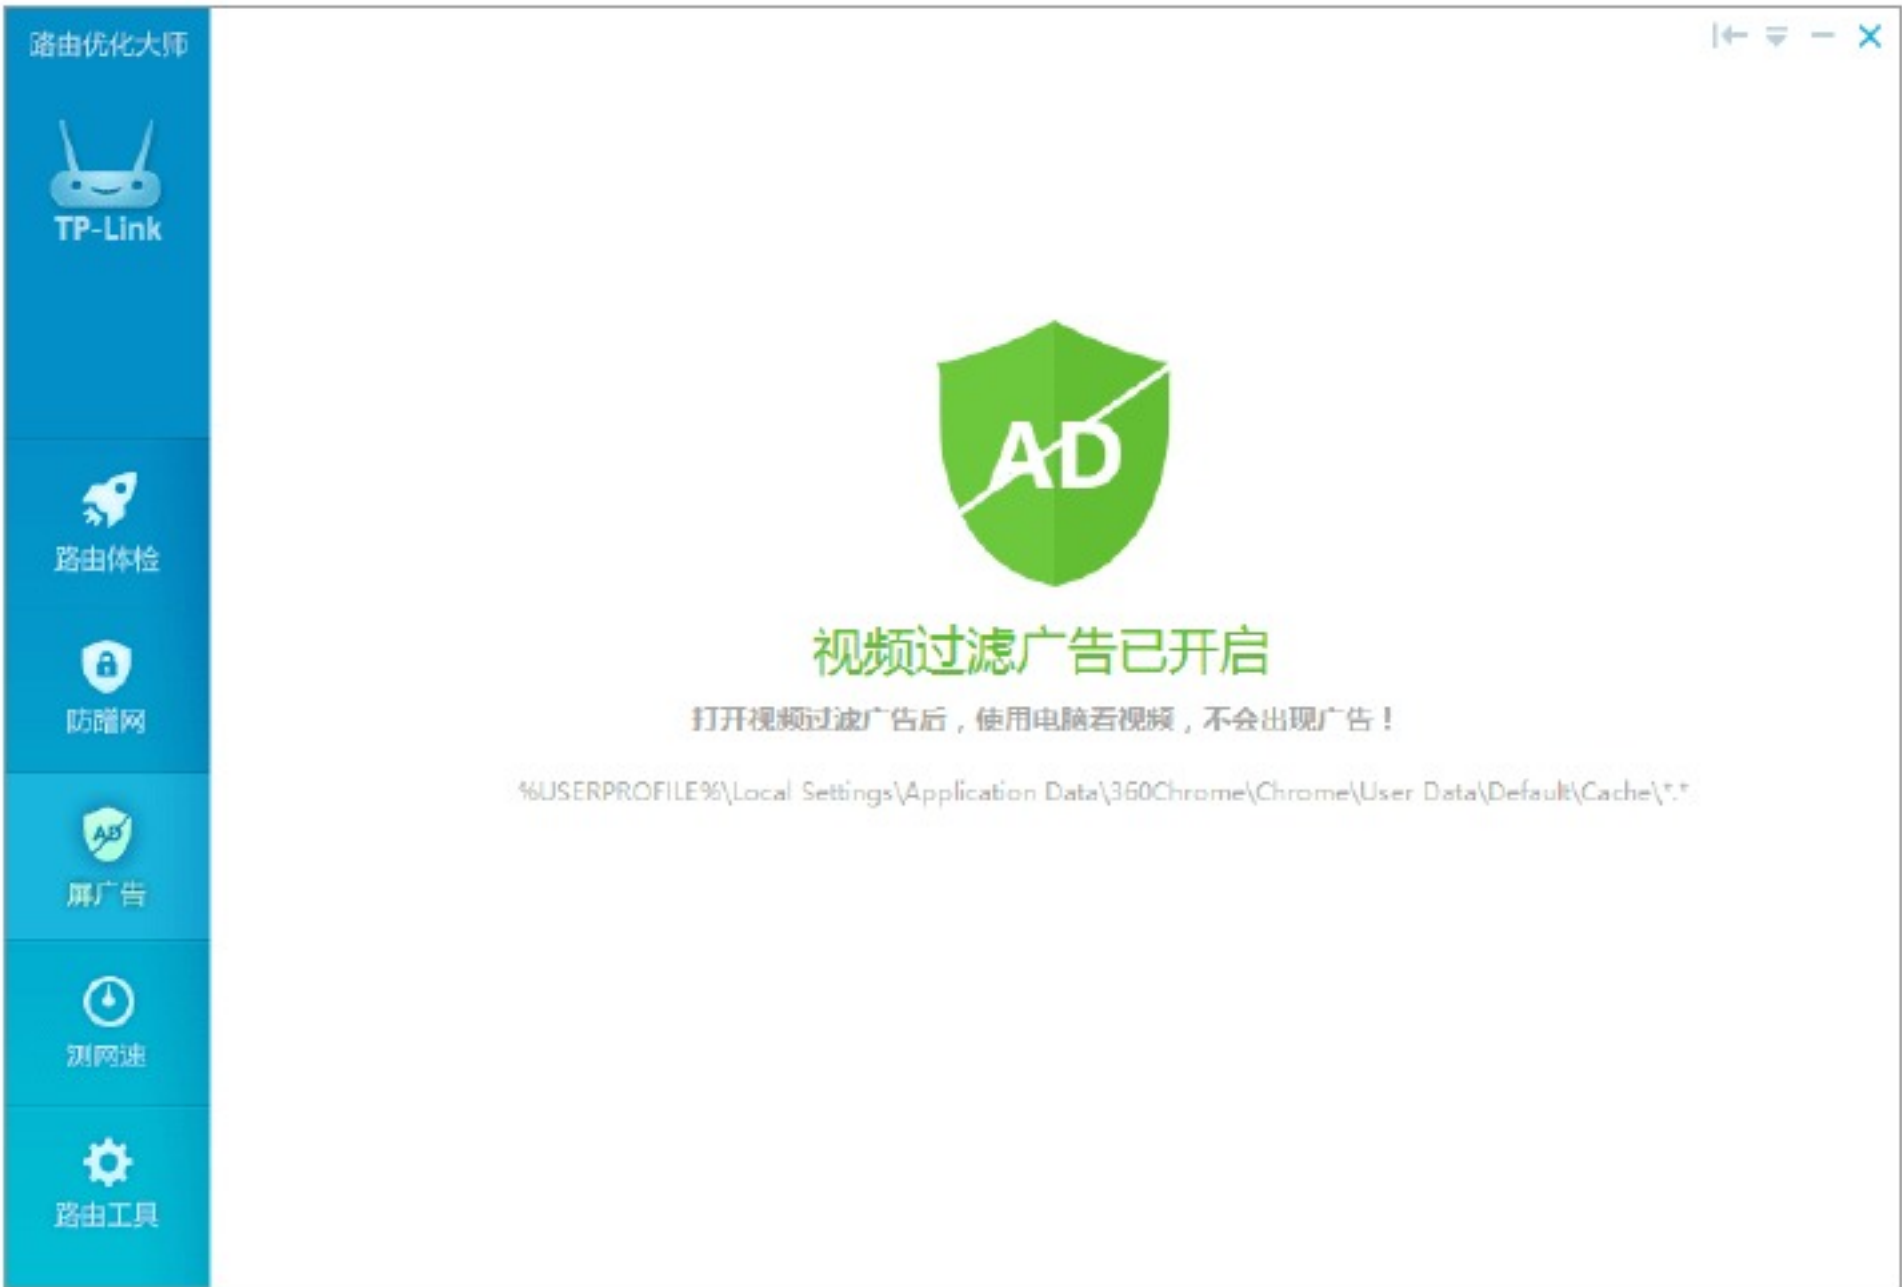 路由优化大师
TP-Link
路由体检
防蹭网
AD
屏广告
测网速
路由工具
AD
视频过滤广告已开启
打开视频过滤广告后，使用电脑看视频，不会出现广告！
%USERPROFILE%\Local Settings\Application Data\360Chrome\Chrome\User Data\Default\Cache\*.*